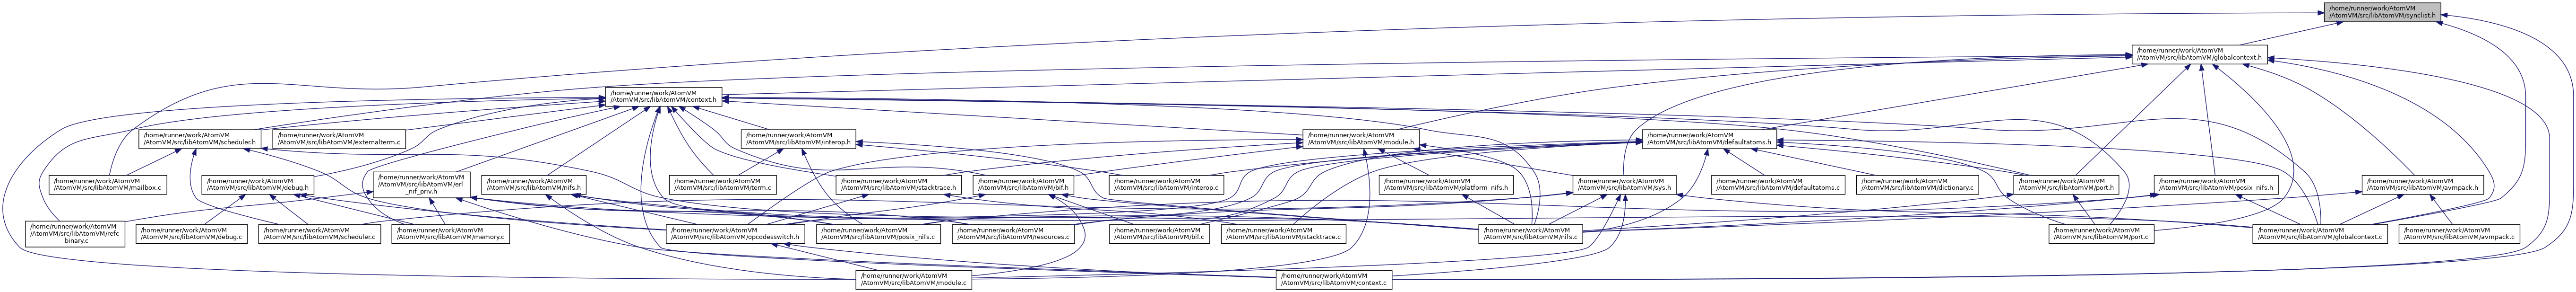 /home/runner/work/AtomVM
/AtomVM/src/libAtomVM/synclist.h
/home/runner/work/AtomVM
/AtomVM/src/libAtomVM/globalcontext.h
/home/runner/work/AtomVM
/AtomVM/src/libAtomVM/context.h
/home/runner/work/AtomVM
/AtomVM/src/libAtomVM/scheduler.h
/home/runner/work/AtomVM
/AtomVM/src/libAtomVM/externalterm.c
/home/runner/work/AtomVM
/AtomVM/src/libAtomVM/interop.h
/home/runner/work/AtomVM
/AtomVM/src/libAtomVM/module.h
/home/runner/work/AtomVM
/AtomVM/src/libAtomVM/defaultatoms.h
/home/runner/work/AtomVM
/AtomVM/src/libAtomVM/mailbox.c
/home/runner/work/AtomVM
/AtomVM/src/libAtomVM/debug.h
/home/runner/work/AtomVM
/AtomVM/src/libAtomVM/erl
_nif_priv.h
/home/runner/work/AtomVM
/AtomVM/src/libAtomVM/nifs.h
/home/runner/work/AtomVM
/AtomVM/src/libAtomVM/term.c
/home/runner/work/AtomVM
/AtomVM/src/libAtomVM/stacktrace.h
/home/runner/work/AtomVM
/AtomVM/src/libAtomVM/bif.h
/home/runner/work/AtomVM
/AtomVM/src/libAtomVM/interop.c
/home/runner/work/AtomVM
/AtomVM/src/libAtomVM/platform_nifs.h
/home/runner/work/AtomVM
/AtomVM/src/libAtomVM/sys.h
/home/runner/work/AtomVM
/AtomVM/src/libAtomVM/defaultatoms.c
/home/runner/work/AtomVM
/AtomVM/src/libAtomVM/dictionary.c
/home/runner/work/AtomVM
/AtomVM/src/libAtomVM/port.h
/home/runner/work/AtomVM
/AtomVM/src/libAtomVM/posix_nifs.h
/home/runner/work/AtomVM
/AtomVM/src/libAtomVM/avmpack.h
/home/runner/work/AtomVM
/AtomVM/src/libAtomVM/refc
_binary.c
/home/runner/work/AtomVM
/AtomVM/src/libAtomVM/debug.c
/home/runner/work/AtomVM
/AtomVM/src/libAtomVM/scheduler.c
/home/runner/work/AtomVM
/AtomVM/src/libAtomVM/memory.c
/home/runner/work/AtomVM
/AtomVM/src/libAtomVM/opcodesswitch.h
/home/runner/work/AtomVM
/AtomVM/src/libAtomVM/posix_nifs.c
/home/runner/work/AtomVM
/AtomVM/src/libAtomVM/resources.c
/home/runner/work/AtomVM
/AtomVM/src/libAtomVM/bif.c
/home/runner/work/AtomVM
/AtomVM/src/libAtomVM/stacktrace.c
/home/runner/work/AtomVM
/AtomVM/src/libAtomVM/nifs.c
/home/runner/work/AtomVM
/AtomVM/src/libAtomVM/port.c
/home/runner/work/AtomVM
/AtomVM/src/libAtomVM/globalcontext.c
/home/runner/work/AtomVM
/AtomVM/src/libAtomVM/avmpack.c
/home/runner/work/AtomVM
/AtomVM/src/libAtomVM/module.c
/home/runner/work/AtomVM
/AtomVM/src/libAtomVM/context.c